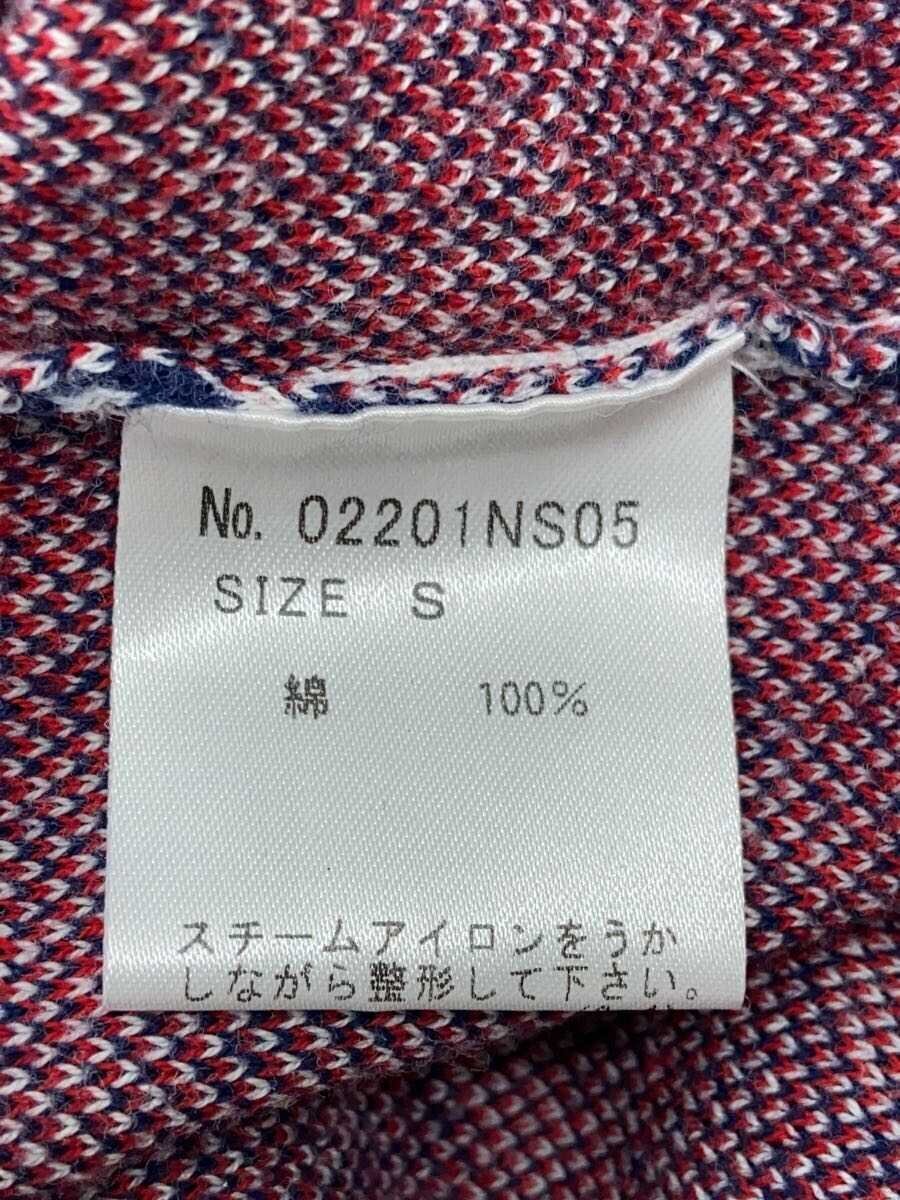 No. 02201NS05
SIZE S
綿 100%
スチームアイロンをうか
しながら整形して下さい。